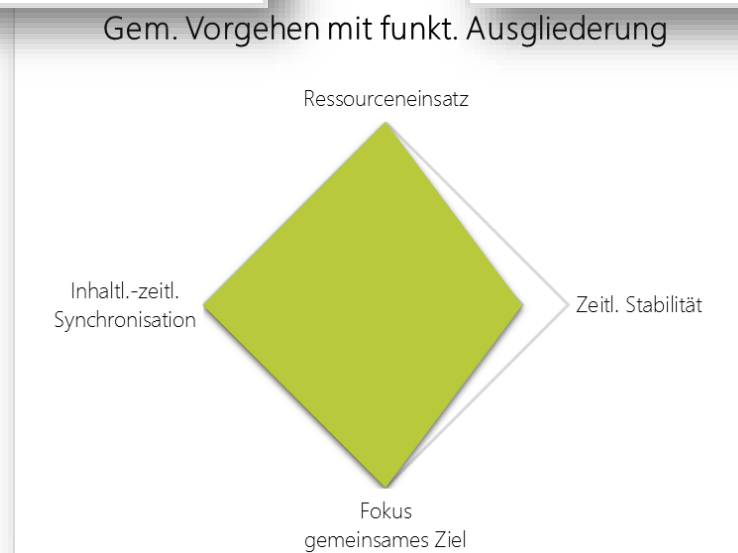 Gem. Vorgehen mit funkt. Ausgliederung
Ressourceneinsatz
Inhaltl.-zeitl.
Synchronisation
Zeitl. Stabilität
Fokus
gemeinsames Ziel